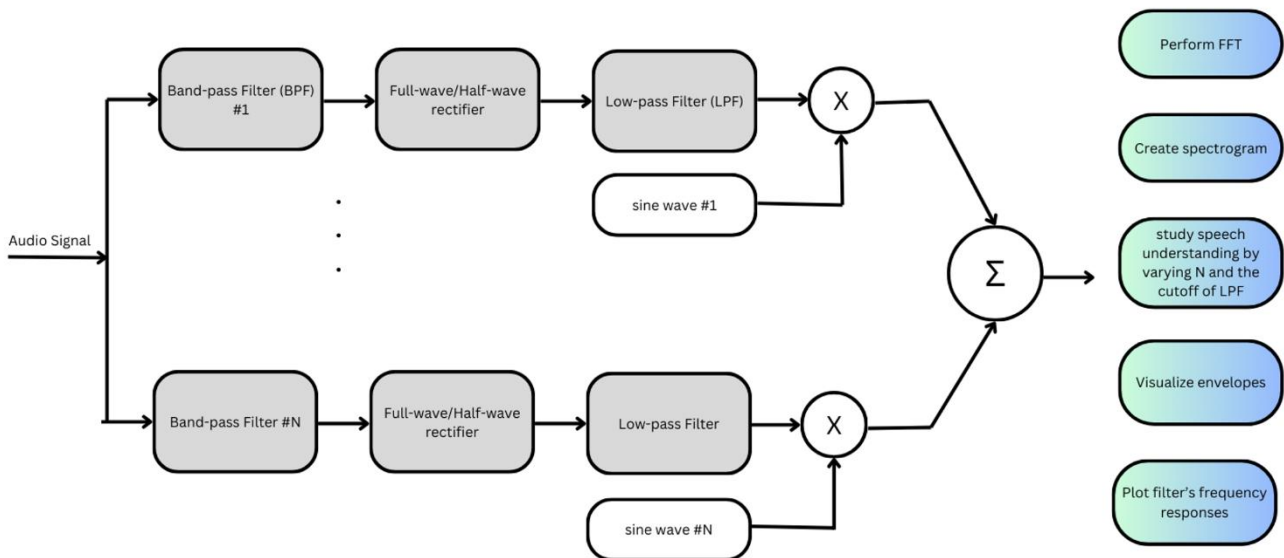 Audio Signal
Band-pass Filter (BPF)
#1
Full-wave/Half-wave
rectifier
Low-pass Filter (LPF)
X
sine wave #1
.
.
.
Band-pass Filter #N
Full-wave/Half-wave
rectifier
Low-pass Filter
X
sine wave #N
Σ
Perform FFT
Create spectrogram
study speech
understanding by
varying N and the
cutoff of LPF
Visualize envelopes
Plot filter’s frequency
responses